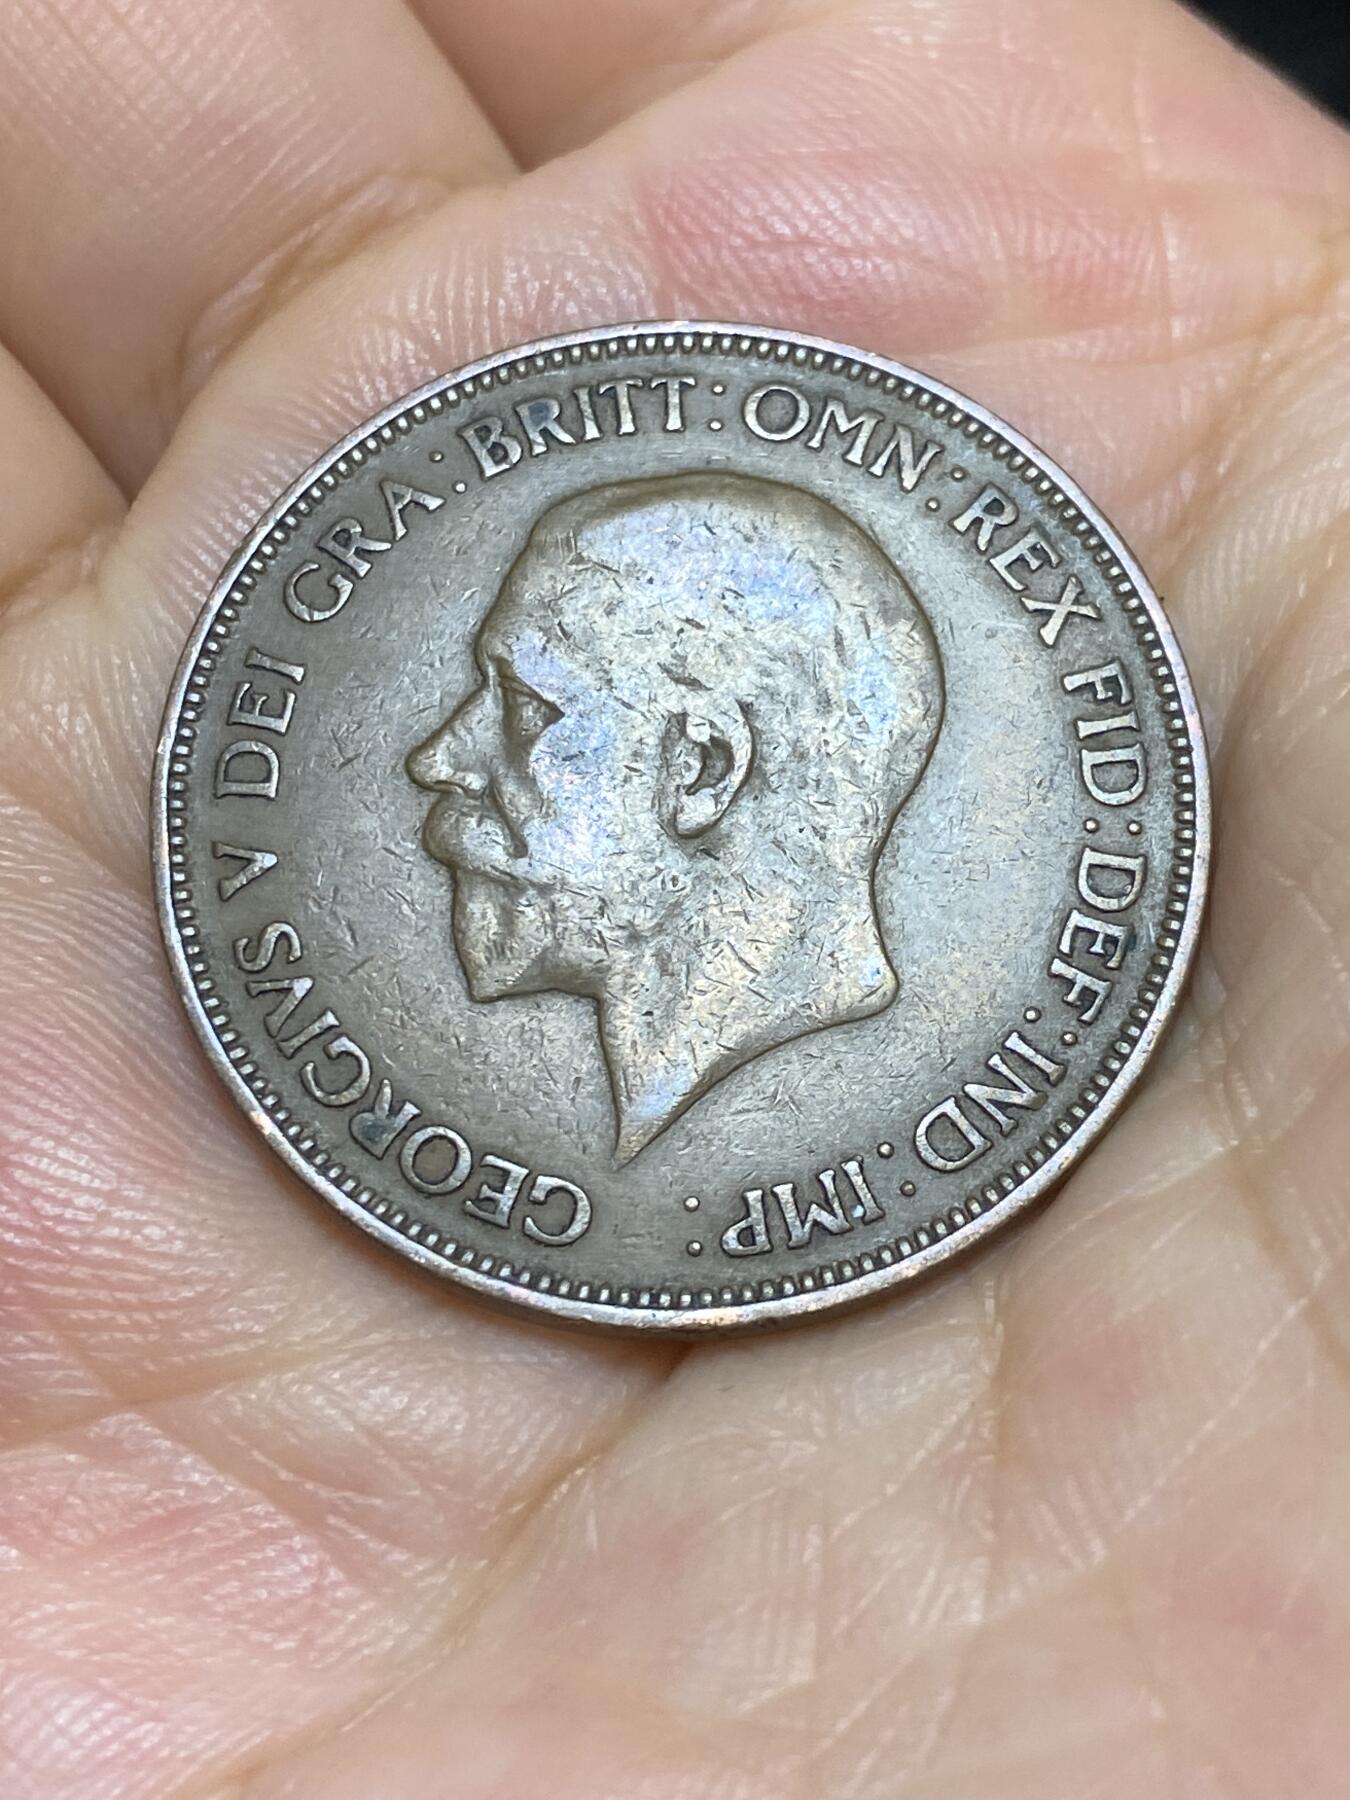 GEORGIVS V DEI GRA: BRITT: OMN: REX FID: DEF: IND: IMP: